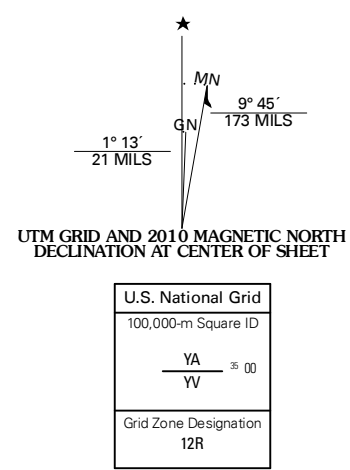 ★
MN
GN
9° 45´
173 MILS
1° 13´
21 MILS
UTM GRID AND 2010 MAGNETIC NORTH
DECLINATION AT CENTER OF SHEET
U.S. National Grid
100,000-m Square ID
YA
35 00
YV
Grid Zone Designation
12R